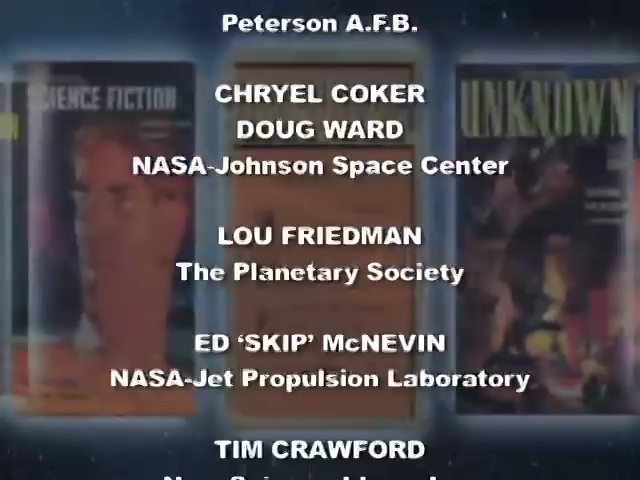 Peterson A.F.B.
SCIENCE FICTION
UNKNOWN
CHRYEL COKER
DOUG WARD
NASA-Johnson Space Center
LOU FRIEDMAN
The Planetary Society
ED ‘SKIP’ McNEVIN
NASA-Jet Propulsion Laboratory
TIM CRAWFORD